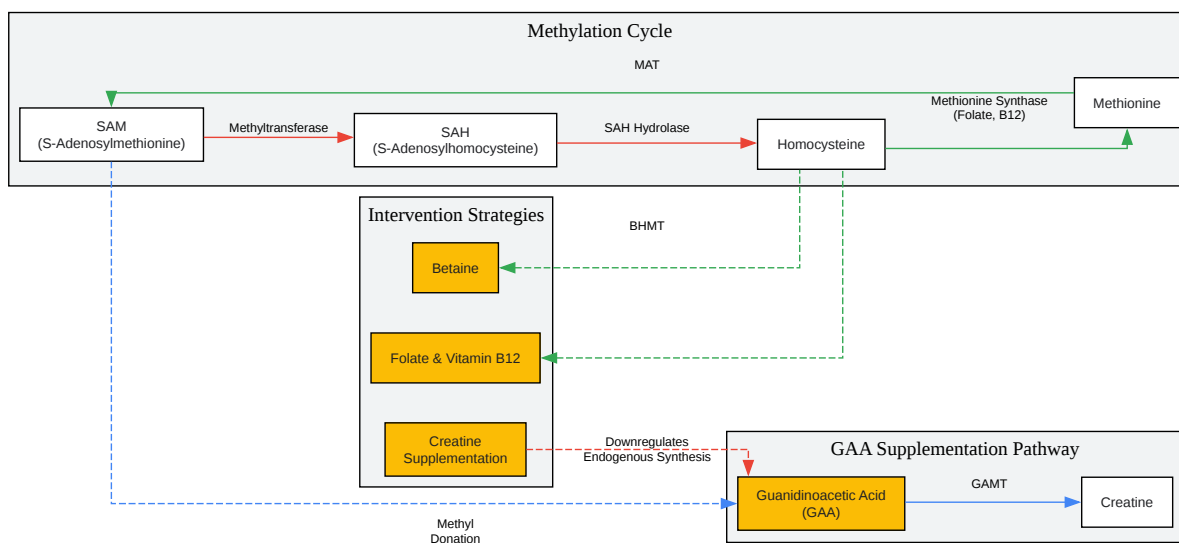 Methylation Cycle
MAT
Methionine
Methionine Synthase
(Folate, B12)
SAM
(S-Adenosylmethionine)
Methyltransferase
SAH
(S-Adenosylhomocysteine)
SAH Hydrolase
Homocysteine
Intervention Strategies
BHMT
Betaine
Folate & Vitamin B12
Creatine
Supplementation
Downregulates
Endogenous Synthesis
GAA Supplementation Pathway
Guanidinoacetic Acid
(GAA)
GAMT
Creatine
Methyl
Donation